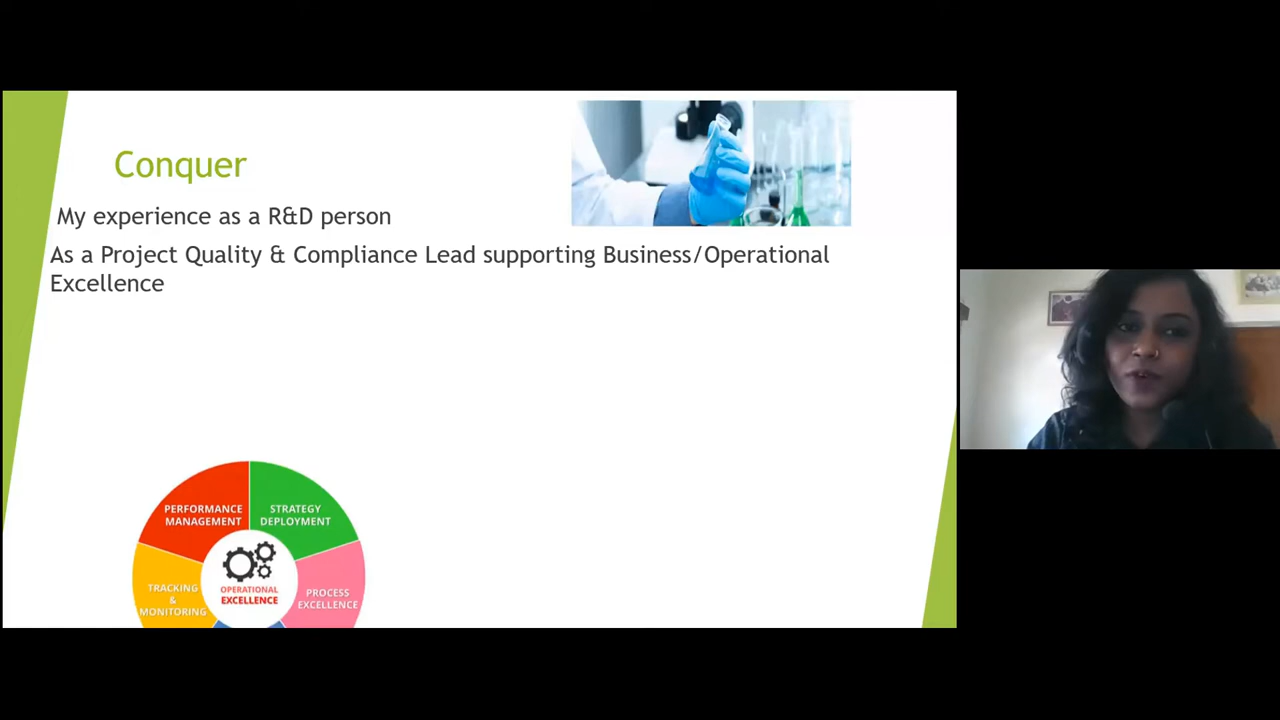 Conquer
My experience as a R&D person
As a Project Quality & Compliance Lead supporting Business/Operational
Excellence
PERFORMANCE
MANAGEMENT
STRATEGY
DEPLOYMENT
TRACKING
&
MONITORING
OPERATIONAL
EXCELLENCE
PROCESS
EXCELLENCE